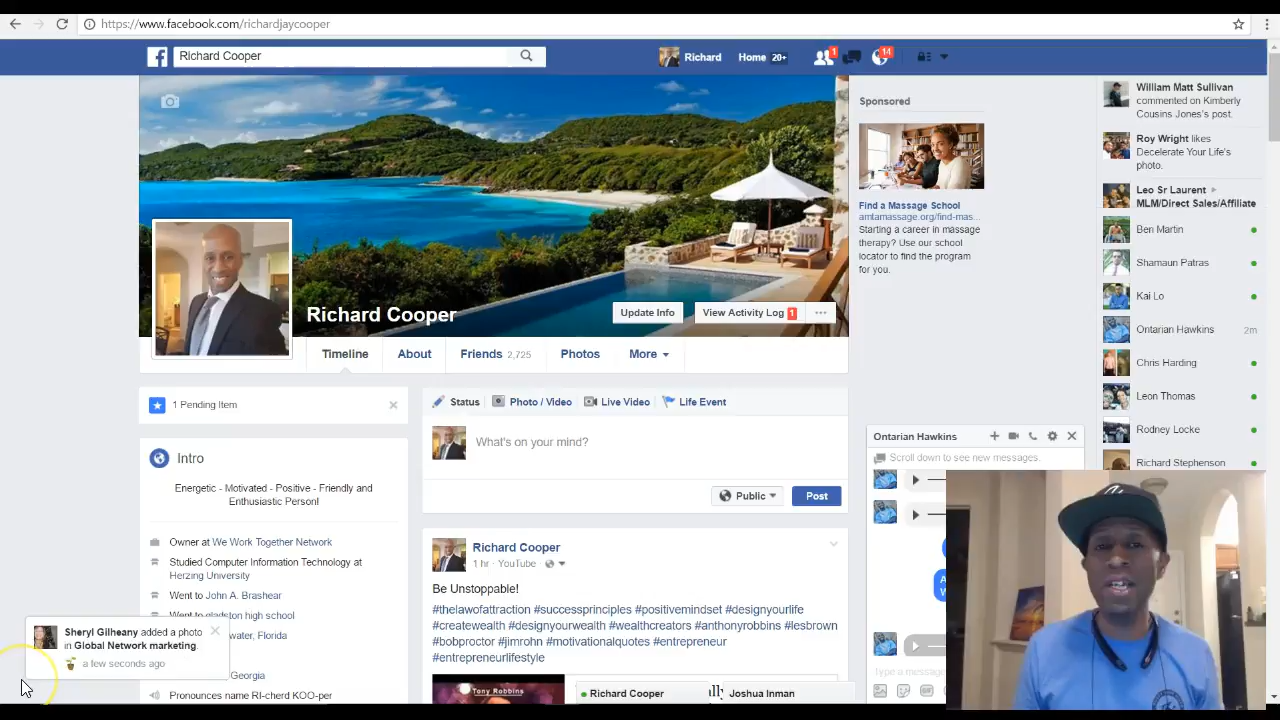 https://www.facebook.com/richardjaycooper
Richard Cooper
Richard
Home 20+
1
14
Richard Cooper
Update Info
View Activity Log 1
Timeline
About
Friends 2,725
Photos
More
1 Pending Item
Intro
Energetic - Motivated - Positive - Friendly and
Enthusiastic Person!
Owner at We Work Together Network
Studied Computer Information Technology at
Herzing University
Went to John A. Brashear
Went to gladston high school
water, Florida
Georgia
Pronounces name RI-cherd KOO-per
Sheryl Gilheany added a photo
in Global Network marketing.
a few seconds ago
Status
Photo / Video
Live Video
Life Event
What's on your mind?
Public
Post
Richard Cooper
1 hr · YouTube ·
Be Unstoppable!
#thelawofattraction #successprinciples #positivemindset #designyourlife
#createwealth #designyourwealth #wealthcreators #anthonyrobbins #lesbrown
#bobproctor #jimrohn #motivationalquotes #entrepreneur
#entrepreneurlifestyle
Tony Robbins
Richard Cooper
Joshua Inman
Sponsored
Find a Massage School
amtamassage.org/find-mas...
Starting a career in massage
therapy? Use our school
locator to find the program
for you.
Ontarian Hawkins
Scroll down to see new messages.
Type a message
William Matt Sullivan
commented on Kimberly
Cousins Jones's post.
Roy Wright likes
Decelerate Your Life's
photo.
Leo Sr Laurent
MLM/Direct Sales/Affiliate
Ben Martin
Shamaun Patras
Kai Lo
Ontarian Hawkins 2m
Chris Harding
Leon Thomas
Rodney Locke
Richard Stephenson